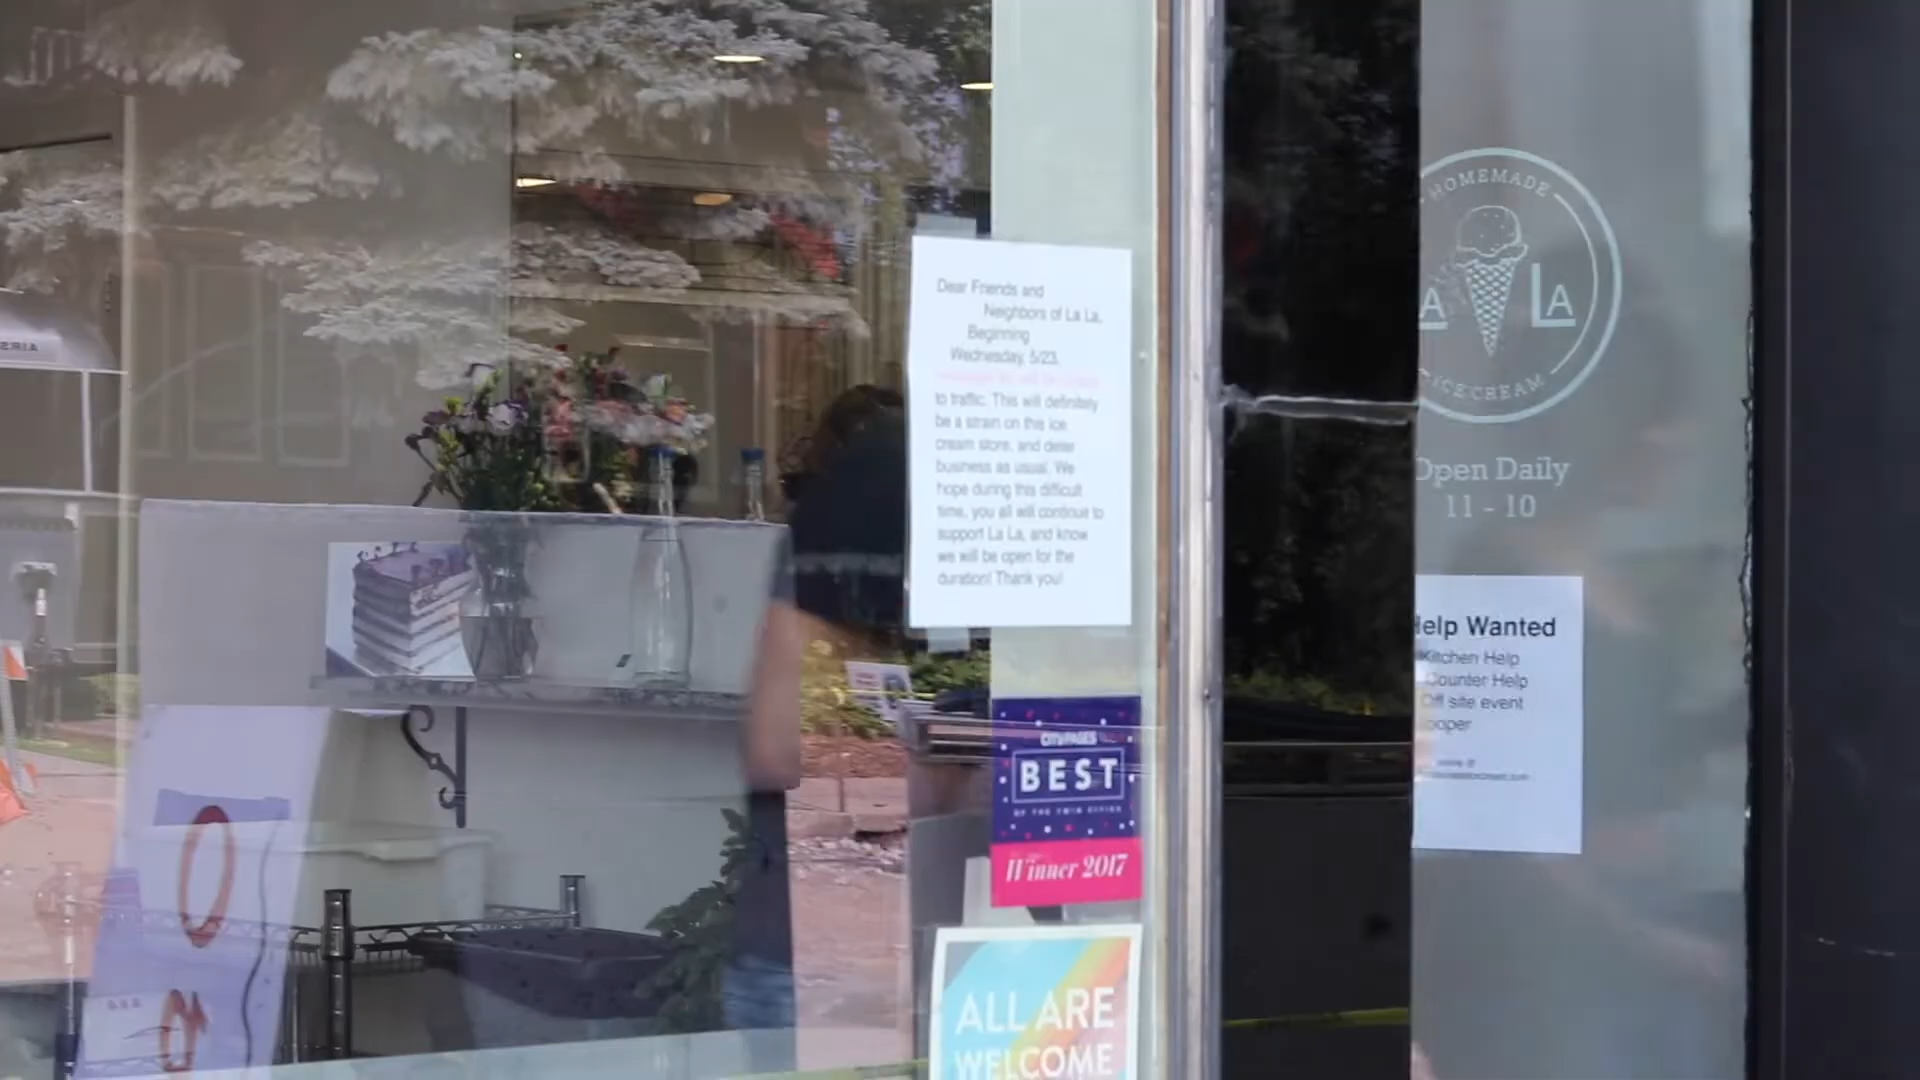 Dear Friends and
Neighbors of La La,
Beginning
Wednesday, 5/23,
to traffic. This will definitely
be a strain on this ice
cream store, and deter
business as usual. We
hope during this difficult
time, you all will continue to
support La La, and know
we will be open for the
duration! Thank you!
CITYPAGES
BEST
OF THE TWIN CITIES
Winner 2017
ALL ARE
WELCOME
HOMEMADE
LA
ICE CREAM
Open Daily
11 - 10
Help Wanted
Kitchen Help
Counter Help
Off site event